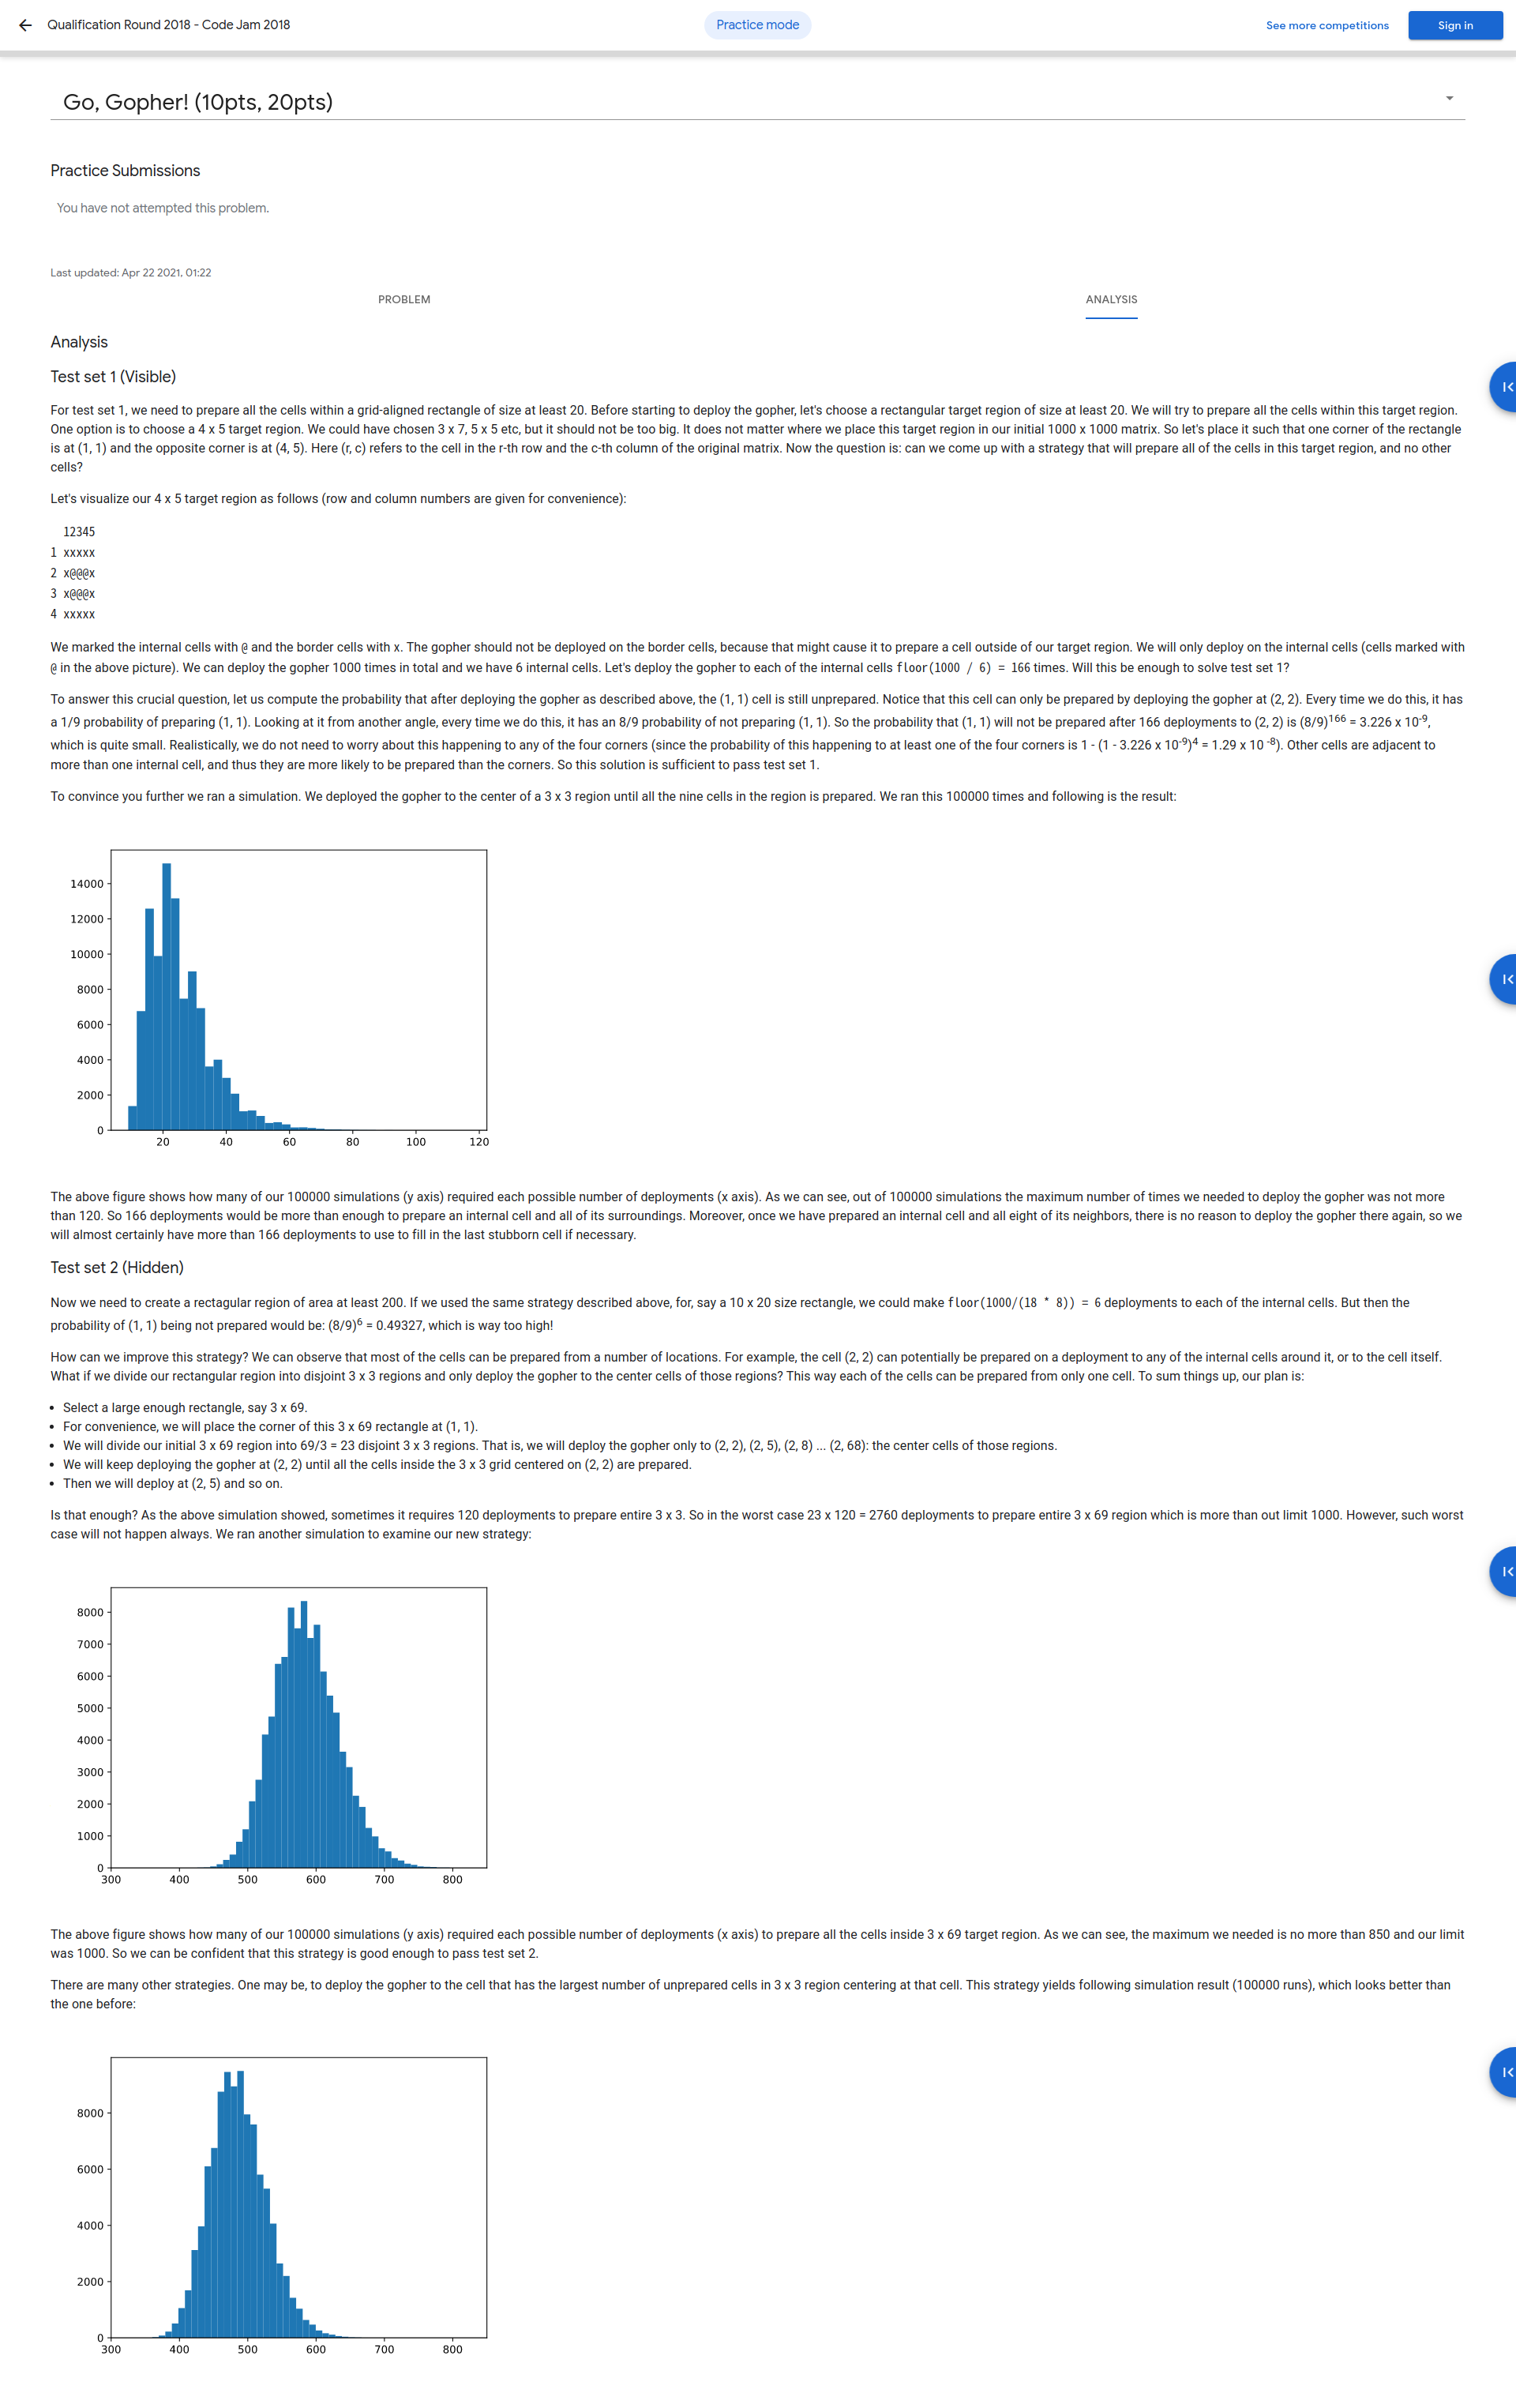 Qualification Round 2018 - Code Jam 2018
Practice mode
See more competitions
Sign in
Go, Gopher! (10pts, 20pts)
Practice Submissions
You have not attempted this problem.
Last updated: Apr 22 2021, 01:22
PROBLEM
ANALYSIS
Analysis
Test set 1 (Visible)
For test set 1, we need to prepare all the cells within a grid-aligned rectangle of size at least 20. Before starting to deploy the gopher, let's choose a rectangular target region of size at least 20. We will try to prepare all the cells within this target region.
One option is to choose a 4 x 5 target region. We could have chosen 3 x 7, 5 x 5 etc, but it should not be too big. It does not matter where we place this target region in our initial 1000 x 1000 matrix. So let's place it such that one corner of the rectangle
is at (1, 1) and the opposite corner is at (4, 5). Here (r, c) refers to the cell in the r-th row and the c-th column of the original matrix. Now the question is: can we come up with a strategy that will prepare all of the cells in this target region, and no other
cells?
Let's visualize our 4 x 5 target region as follows (row and column numbers are given for convenience):
12345
1 xxxxx
2 x@@@x
3 x@@@x
4 xxxxx
We marked the internal cells with @ and the border cells with x. The gopher should not be deployed on the border cells, because that might cause it to prepare a cell outside of our target region. We will only deploy on the internal cells (cells marked with
@ in the above picture). We can deploy the gopher 1000 times in total and we have 6 internal cells. Let's deploy the gopher to each of the internal cells floor(1000 / 6) = 166 times. Will this be enough to solve test set 1?
To answer this crucial question, let us compute the probability that after deploying the gopher as described above, the (1, 1) cell is still unprepared. Notice that this cell can only be prepared by deploying the gopher at (2, 2). Every time we do this, it has
a 1/9 probability of preparing (1, 1). Looking at it from another angle, every time we do this, it has an 8/9 probability of not preparing (1, 1). So the probability that (1, 1) will not be prepared after 166 deployments to (2, 2) is (8/9)^166 = 3.226 x 10^-9,
which is quite small. Realistically, we do not need to worry about this happening to any of the four corners (since the probability of this happening to at least one of the four corners is 1 - (1 - 3.226 x 10^-9)^4 = 1.29 x 10 ^-8). Other cells are adjacent to
more than one internal cell, and thus they are more likely to be prepared than the corners. So this solution is sufficient to pass test set 1.
To convince you further we ran a simulation. We deployed the gopher to the center of a 3 x 3 region until all the nine cells in the region is prepared. We ran this 100000 times and following is the result:
14000
12000
10000
8000
6000
4000
2000
0
20 40 60 80 100 120
The above figure shows how many of our 100000 simulations (y axis) required each possible number of deployments (x axis). As we can see, out of 100000 simulations the maximum number of times we needed to deploy the gopher was not more
than 120. So 166 deployments would be more than enough to prepare an internal cell and all of its surroundings. Moreover, once we have prepared an internal cell and all eight of its neighbors, there is no reason to deploy the gopher there again, so we
will almost certainly have more than 166 deployments to use to fill in the last stubborn cell if necessary.
Test set 2 (Hidden)
Now we need to create a rectagular region of area at least 200. If we used the same strategy described above, for, say a 10 x 20 size rectangle, we could make floor(1000/(18 * 8)) = 6 deployments to each of the internal cells. But then the
probability of (1, 1) being not prepared would be: (8/9)^6 = 0.49327, which is way too high!
How can we improve this strategy? We can observe that most of the cells can be prepared from a number of locations. For example, the cell (2, 2) can potentially be prepared on a deployment to any of the internal cells around it, or to the cell itself.
What if we divide our rectangular region into disjoint 3 x 3 regions and only deploy the gopher to the center cells of those regions? This way each of the cells can be prepared from only one cell. To sum things up, our plan is:
• Select a large enough rectangle, say 3 x 69.
• For convenience, we will place the corner of this 3 x 69 rectangle at (1, 1).
• We will divide our initial 3 x 69 region into 69/3 = 23 disjoint 3 x 3 regions. That is, we will deploy the gopher only to (2, 2), (2, 5), (2, 8) ... (2, 68): the center cells of those regions.
• We will keep deploying the gopher at (2, 2) until all the cells inside the 3 x 3 grid centered on (2, 2) are prepared.
• Then we will deploy at (2, 5) and so on.
Is that enough? As the above simulation showed, sometimes it requires 120 deployments to prepare entire 3 x 3. So in the worst case 23 x 120 = 2760 deployments to prepare entire 3 x 69 region which is more than out limit 1000. However, such worst
case will not happen always. We ran another simulation to examine our new strategy:
8000
7000
6000
5000
4000
3000
2000
1000
0
300 400 500 600 700 800
The above figure shows how many of our 100000 simulations (y axis) required each possible number of deployments (x axis) to prepare all the cells inside 3 x 69 target region. As we can see, the maximum we needed is no more than 850 and our limit
was 1000. So we can be confident that this strategy is good enough to pass test set 2.
There are many other strategies. One may be, to deploy the gopher to the cell that has the largest number of unprepared cells in 3 x 3 region centering at that cell. This strategy yields following simulation result (100000 runs), which looks better than
the one before:
8000
6000
4000
2000
0
300 400 500 600 700 800